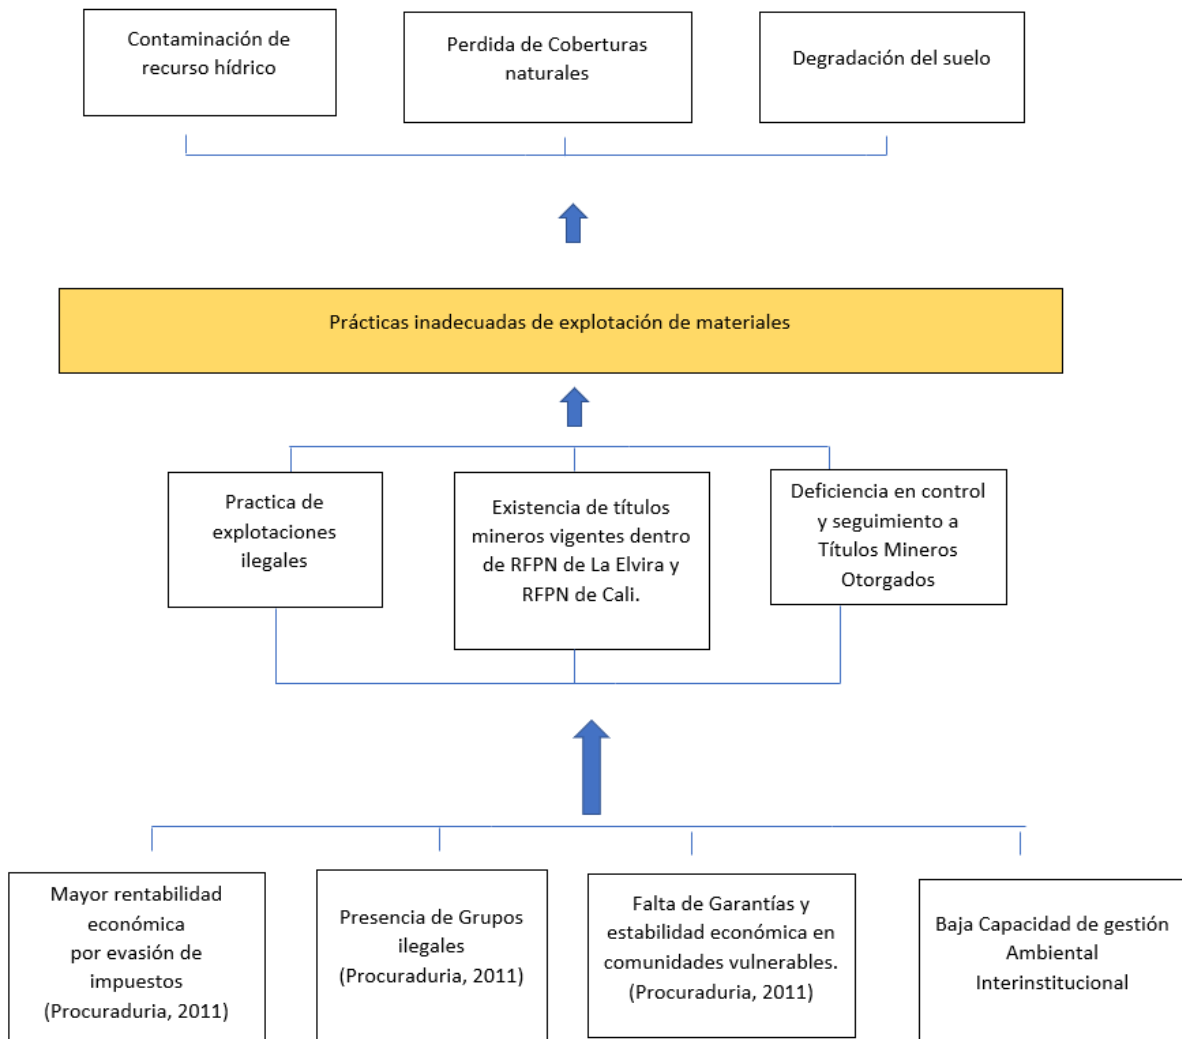 Contaminación de
recurso hídrico
Perdida de Coberturas
naturales
Degradación del suelo
Prácticas inadecuadas de explotación de materiales
Practica de
explotaciones
ilegales
Existencia de títulos
mineros vigentes dentro
de RFPN de La Elvira y
RFPN de Cali.
Deficiencia en control
y seguimiento a
Títulos Mineros
Otorgados
Mayor rentabilidad
económica
por evasión de
impuestos
(Procuraduria, 2011)
Presencia de Grupos
ilegales
(Procuraduria, 2011)
Falta de Garantías y
estabilidad económica en
comunidades vulnerables.
(Procuraduria, 2011)
Baja Capacidad de gestión
Ambiental
Interinstitucional